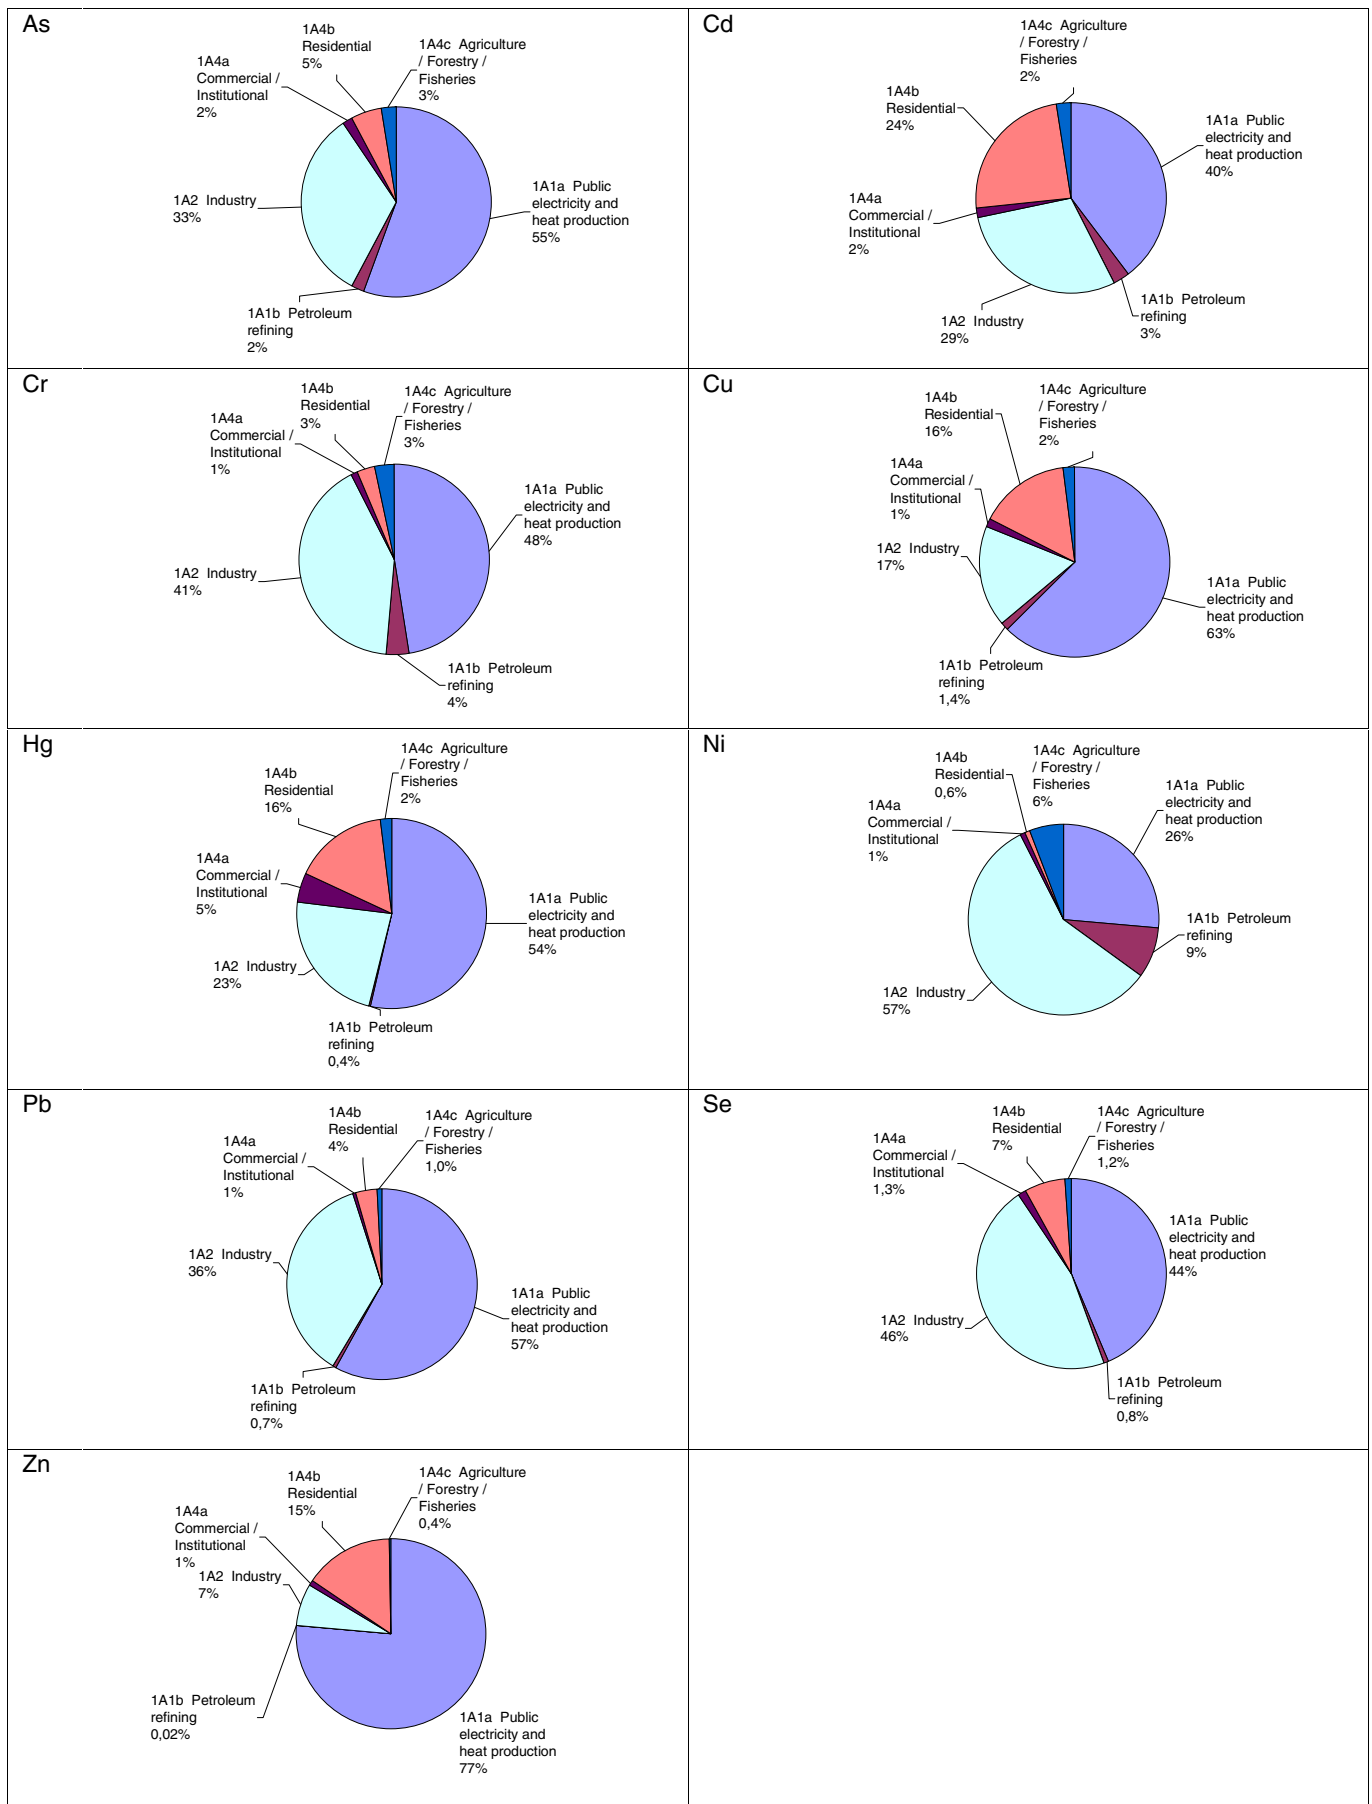 As
1A4b
Residential
5%
1A4c Agriculture
/ Forestry /
Fisheries
3%
1A4a
Commercial /
Institutional
2%
1A2 Industry
33%
1A1a Public
electricity and
heat production
55%
1A1b Petroleum
refining
2%
Cd
1A4c Agriculture
/ Forestry /
Fisheries
2%
1A4b
Residential
24%
1A1a Public
electricity and
heat production
40%
1A4a
Commercial /
Institutional
2%
1A2 Industry
29%
1A1b Petroleum
refining
3%
Cr
1A4b
Residential
3%
1A4c Agriculture
/ Forestry /
Fisheries
3%
1A4a
Commercial /
Institutional
1%
1A1a Public
electricity and
heat production
48%
1A2 Industry
41%
1A1b Petroleum
refining
4%
Cu
1A4b
Residential
16%
1A4c Agriculture
/ Forestry /
Fisheries
2%
1A4a
Commercial /
Institutional
1%
1A2 Industry
17%
1A1a Public
electricity and
heat production
63%
1A1b Petroleum
refining
1,4%
Hg
1A4c Agriculture
/ Forestry /
Fisheries
2%
1A4b
Residential
16%
1A4a
Commercial /
Institutional
5%
1A1a Public
electricity and
heat production
54%
1A2 Industry
23%
1A1b Petroleum
refining
0,4%
Ni
1A4b
Residential
0,6%
1A4c Agriculture
/ Forestry /
Fisheries
6%
1A1a Public
electricity and
heat production
26%
1A4a
Commercial /
Institutional
1%
1A1b Petroleum
refining
9%
1A2 Industry
57%
Pb
1A4b
Residential
4%
1A4c Agriculture
/ Forestry /
Fisheries
1,0%
1A4a
Commercial /
Institutional
1%
1A2 Industry
36%
1A1a Public
electricity and
heat production
57%
1A1b Petroleum
refining
0,7%
Se
1A4b
Residential
7%
1A4c Agriculture
/ Forestry /
Fisheries
1,2%
1A4a
Commercial /
Institutional
1,3%
1A1a Public
electricity and
heat production
44%
1A2 Industry
46%
1A1b Petroleum
refining
0,8%
Zn
1A4b
Residential
15%
1A4c Agriculture
/ Forestry /
Fisheries
0,4%
1A4a
Commercial /
Institutional
1%
1A2 Industry
7%
1A1b Petroleum
refining
0,02%
1A1a Public
electricity and
heat production
77%